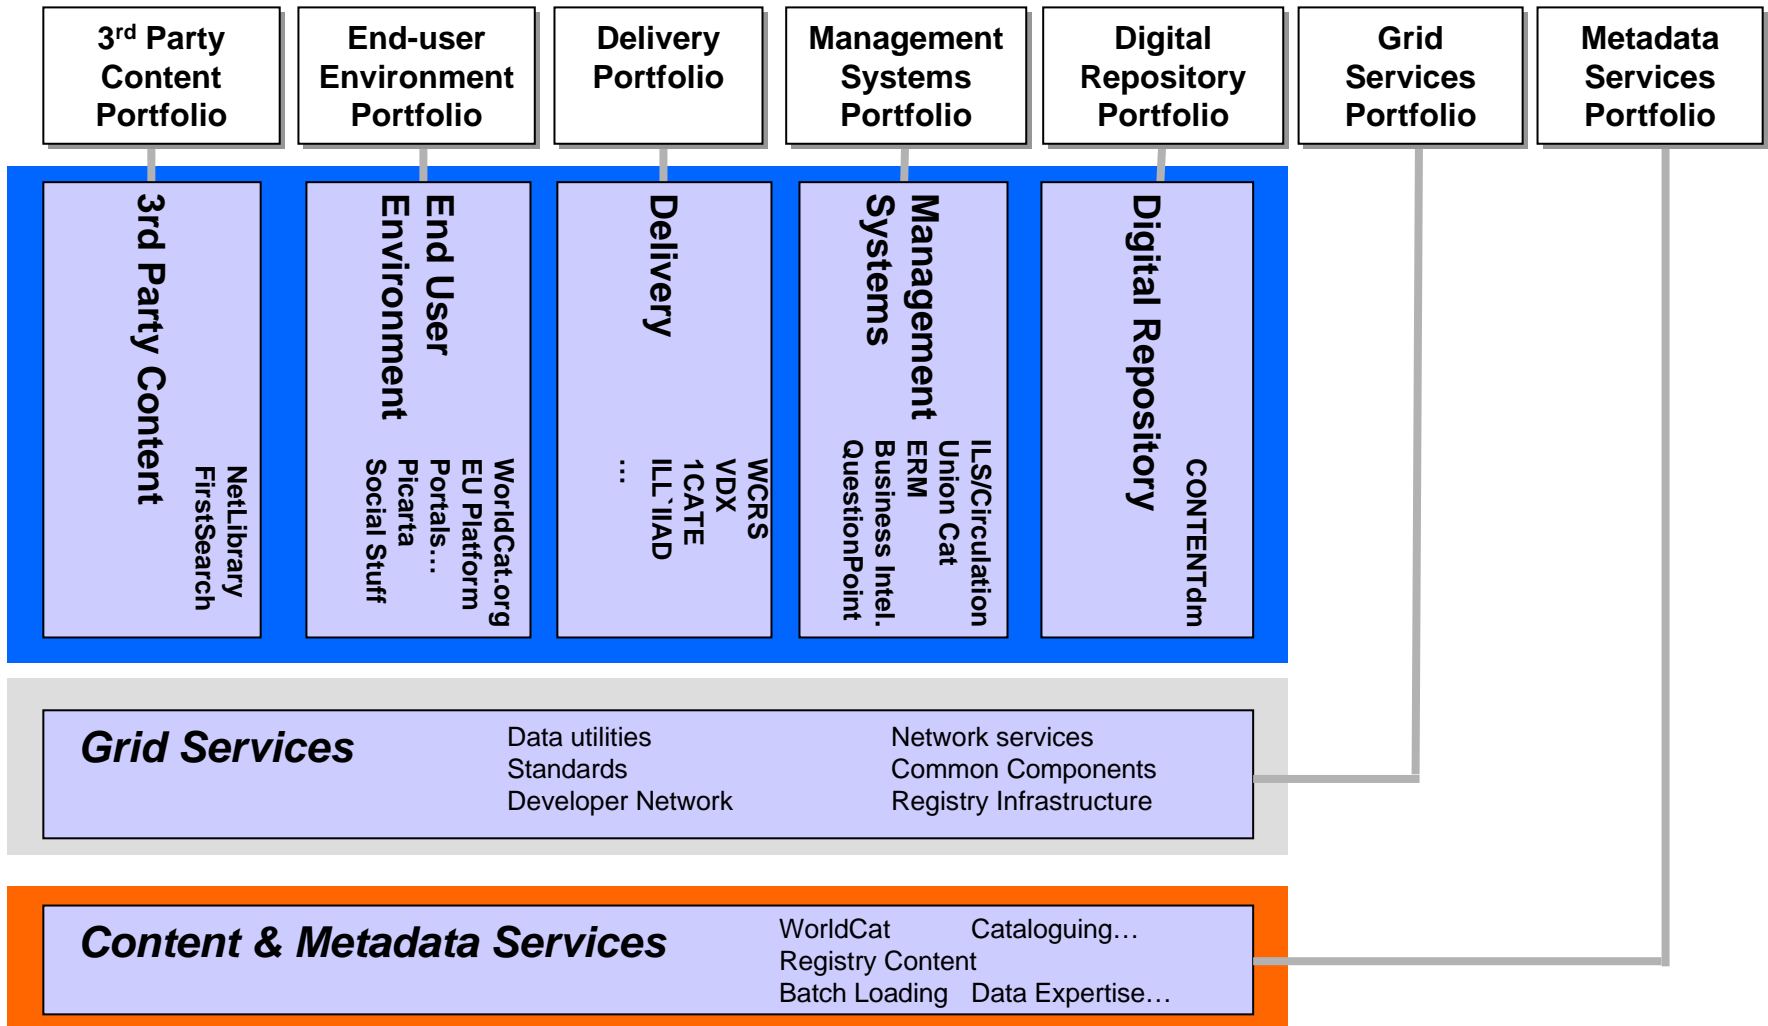 3rd Party
Content
Portfolio
End-user
Environment
Portfolio
Delivery
Portfolio
Management
Systems
Portfolio
Digital
Repository
Portfolio
Grid
Services
Portfolio
Metadata
Services
Portfolio
3rd Party Content
NetLibrary
FirstSearch
End User
Environment
WorldCat.org
EU Platform
Portals…
Picarta
Social Stuff
Delivery
WCRS
VDX
1CATE
ILL`IIAD
…
Management
Systems
ILS/Circulation
Union Cat
ERM
Business Intel.
QuestionPoint
Digital Repository
CONTENTdm
Grid Services
Data utilities
Standards
Developer Network
Network services
Common Components
Registry Infrastructure
Content & Metadata Services
WorldCat Cataloguing…
Registry Content
Batch Loading Data Expertise…